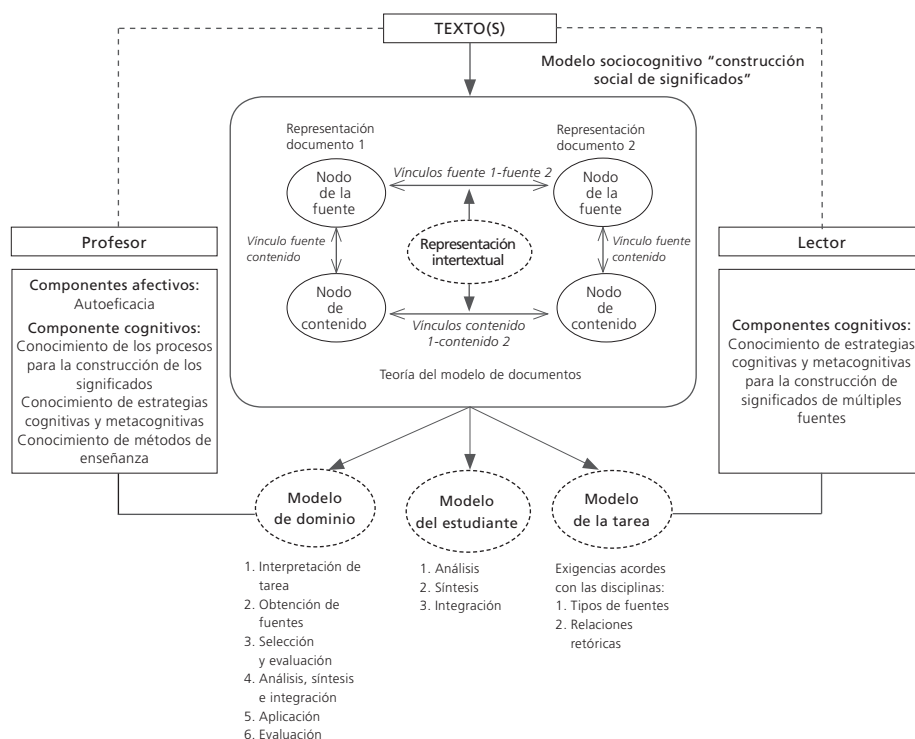 TEXTO(S)
Modelo sociocognitivo “construcción
social de significados”
Representación
documento 1
Representación
documento 2
Nodo
de la
fuente
Vínculos fuente 1-fuente 2
Nodo
de la
fuente
Profesor
Vínculo fuente
contenido
Representación
intertextual
Vínculo fuente
contenido
Lector
Componentes afectivos:
Autoeficacia
Componente cognitivos:
Conocimiento de los procesos
para la construcción de los
significados
Conocimiento de estrategias
cognitivas y metacognitivas
Conocimiento de métodos de
enseñanza
Nodo
de
contenido
Vínculos contenido
1-contenido 2
Nodo
de
contenido
Teoría del modelo de documentos
Componentes cognitivos:
Conocimiento de estrategias
cognitivas y metacognitivas
para la construcción de
significados de múltiples
fuentes
Modelo
de dominio
Modelo
del estudiante
Modelo
de la tarea
1. Interpretación de
tarea
2. Obtención de
fuentes
3. Selección
y evaluación
4. Análisis, síntesis
e integración
5. Aplicación
6. Evaluación
1. Análisis
2. Síntesis
3. Integración
Exigencias acordes
con las disciplinas:
1. Tipos de fuentes
2. Relaciones
retóricas